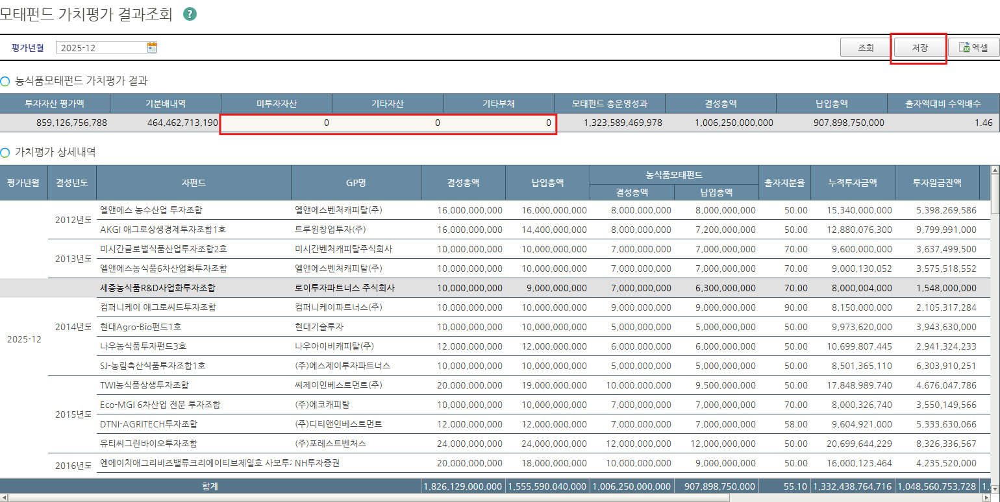 모태펀드 가치평가 결과조회 ?
평가년월 2025-12 조회 저장 엑셀
농식품모태펀드 가치평가 결과
투자자산 평가액 기분배내역 미투자자산 기타자산 기타부채 모태펀드 총운영성과 결성총액 납입총액 출자액대비 수익배수
859,126,756,788 464,462,713,190 0 0 0 1,323,589,469,978 1,006,250,000,000 907,898,750,000 1.46
가치평가 상세내역
평가년월 결성년도 자펀드 GP명 결성총액 납입총액 농식품모태펀드 출자지분율 누적투자금액 투자원금잔액
결성총액 납입총액
2012년도 엘앤에스 농수산업 투자조합 엘앤에스벤처캐피탈(주) 16,000,000,000 16,000,000,000 8,000,000,000 8,000,000,000 50.00 15,340,000,000 5,398,269,586
AKGI 애그로상생경제투자조합1호 트루윈창업투자(주) 16,000,000,000 14,400,000,000 8,000,000,000 7,200,000,000 50.00 12,880,076,300 9,799,991,000
2013년도 미시간글로벌식품산업투자조합2호 미시간벤처캐피탈주식회사 10,000,000,000 10,000,000,000 7,000,000,000 7,000,000,000 70.00 9,600,000,000 3,637,499,500
엘앤에스농식품6차산업화투자조합 엘앤에스벤처캐피탈(주) 10,000,000,000 10,000,000,000 7,000,000,000 7,000,000,000 70.00 9,000,130,052 3,575,518,552
세종농식품R&D사업화투자조합 로이투자파트너스 주식회사 10,000,000,000 9,000,000,000 7,000,000,000 6,300,000,000 70.00 8,000,004,000 1,548,000,000
컴퍼니케이 애그로씨드투자조합 컴퍼니케이파트너스(주) 10,000,000,000 10,000,000,000 9,000,000,000 9,000,000,000 90.00 8,150,000,000 2,105,317,284
2025-12 2014년도 현대Agro-Bio펀드1호 현대기술투자 10,000,000,000 10,000,000,000 5,000,000,000 5,000,000,000 50.00 9,973,620,000 3,943,630,000
나우농식품투자펀드3호 나우아이비캐피탈(주) 12,000,000,000 12,000,000,000 6,000,000,000 6,000,000,000 50.00 10,699,807,445 2,941,324,233
SJ-농림축산식품투자조합1호 (주)에스제이투자파트너스 10,000,000,000 10,000,000,000 5,000,000,000 5,000,000,000 50.00 8,501,365,110 6,303,910,251
TWI농식품상생투자조합 씨제이인베스트먼트(주) 20,000,000,000 19,000,000,000 10,000,000,000 9,500,000,000 50.00 17,848,989,740 4,676,047,786
2015년도 Eco-MGI 6차산업 전문 투자조합 (주)에코캐피탈 10,000,000,000 10,000,000,000 7,000,000,000 7,000,000,000 70.00 8,000,326,740 3,550,149,566
DTNI-AGRITECH투자조합 (주)디티앤인베스트먼트 12,000,000,000 12,000,000,000 7,000,000,000 7,000,000,000 58.00 9,604,921,000 5,333,630,066
유티씨그린바이오투자조합 (주)포레스트벤처스 24,000,000,000 24,000,000,000 12,000,000,000 12,000,000,000 50.00 20,699,644,229 8,326,336,567
2016년도 엔에이치애그리비즈밸류크리에이티브제일호 사모투 NH투자증권 20,000,000,000 18,000,000,000 10,000,000,000 9,000,000,000 50.00 16,000,123,464 4,235,520,000
합계 1,826,129,000,000 1,555,590,040,000 1,006,250,000,000 907,898,750,000 55.10 1,332,438,764,716 1,048,560,753,728